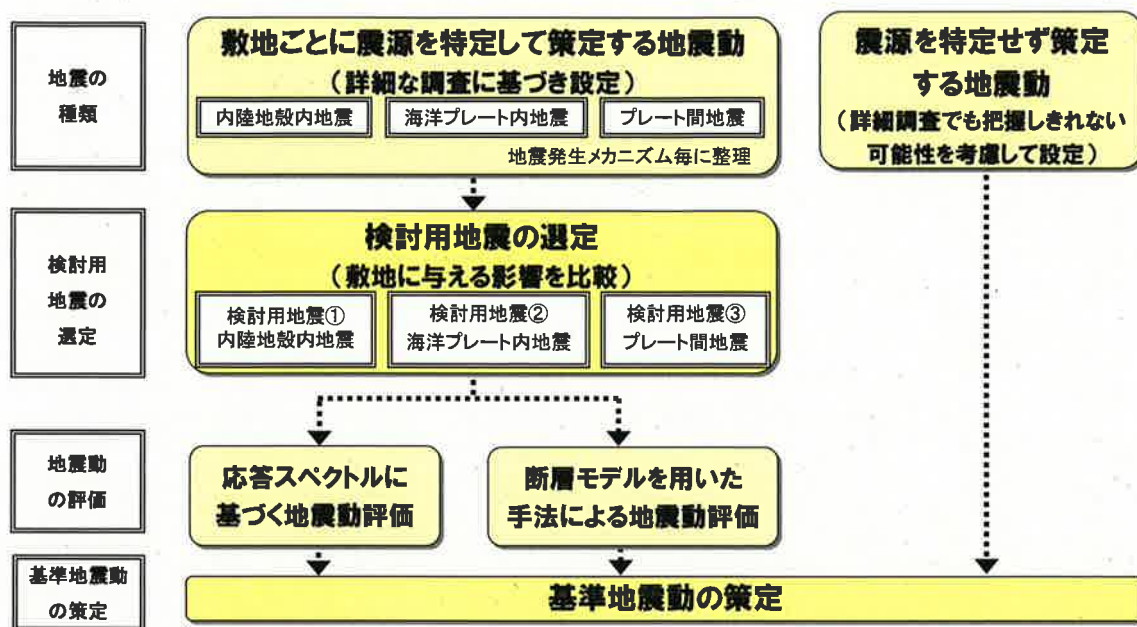 地震の
種類
敷地ごとに震源を特定して策定する地震動
（詳細な調査に基づき設定）
内陸地殻内地震
海洋プレート内地震
プレート間地震
地震発生メカニズム毎に整理
震源を特定せず策定
する地震動
（詳細調査でも把握しきれない
可能性を考慮して設定）
検討用
地震の
選定
検討用地震の選定
（敷地に与える影響を比較）
検討用地震①
内陸地殻内地震
検討用地震②
海洋プレート内地震
検討用地震③
プレート間地震
地震動
の評価
応答スペクトルに
基づく地震動評価
断層モデルを用いた
手法による地震動評価
基準地震動
の策定
基準地震動の策定